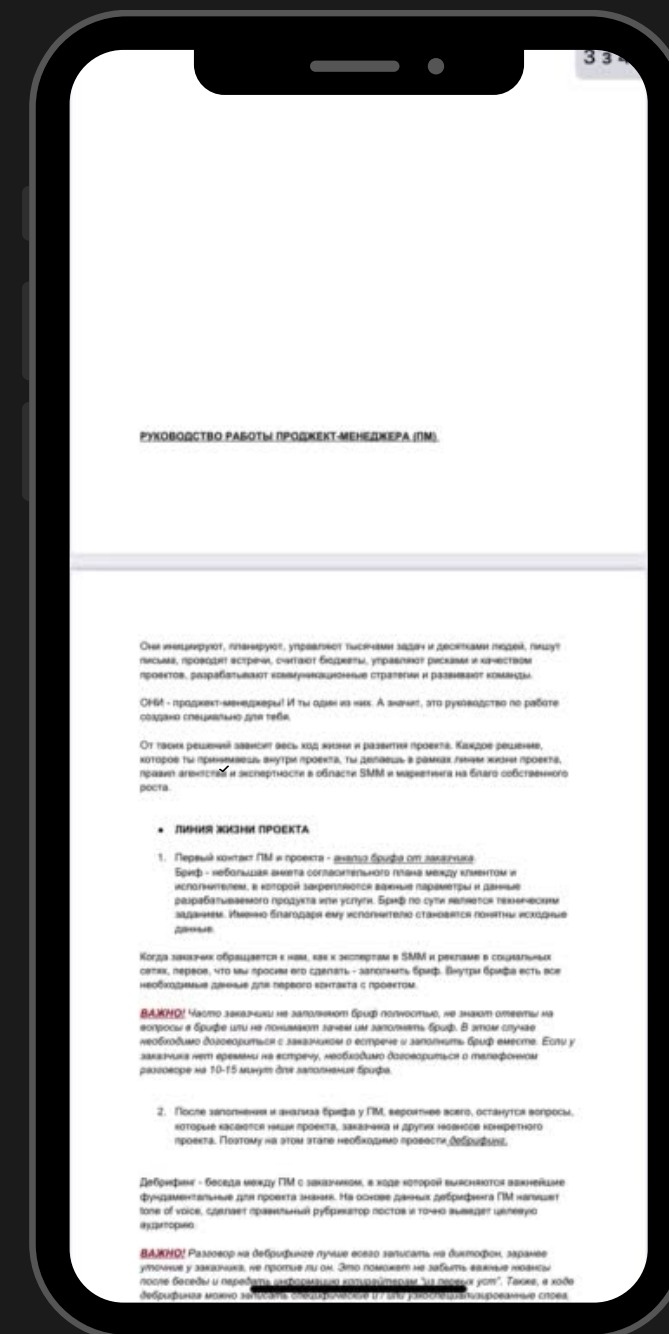 3 3
РУКОВОДСТВО РАБОТЫ ПРОДЖЕКТ-МЕНЕДЖЕРА (ПМ)
Они инициируют, планируют, управляют тысячами задач и десятками людей, пишут
письма, проводят встречи, считают бюджеты, управляют рисками и качеством
проектов, разрабатывают коммуникационные стратегии и развивают команды.
ОНИ - проджект-менеджеры! И ты один из них. А значит, это руководство по работе
создано специально для тебя.
От твоих решений зависит весь ход жизни и развития проекта. Каждое решение,
которое ты принимаешь внутри проекта, ты делаешь в рамках линии жизни проекта,
правил агентства и экспертности в области SMM и маркетинга на благо собственного
роста.
• ЛИНИЯ ЖИЗНИ ПРОЕКТА
1. Первый контакт ПМ и проекта - анализ брифа от заказчика.
Бриф - небольшая анкета согласительного плана между клиентом и
исполнителем, в которой закрепляются важные параметры и данные
разрабатываемого продукта или услуги. Бриф по сути является техническим
заданием. Именно благодаря ему исполнителю становятся понятны исходные
данные.
Когда заказчик обращается к нам, как к экспертам в SMM и рекламе в социальных
сетях, первое, что мы просим его сделать - заполнить бриф. Внутри брифа есть все
необходимые данные для первого контакта с проектом.
ВАЖНО! Часто заказчики не заполняют бриф полностью, не знают ответы на
вопросы в брифе или не понимают зачем им заполнять бриф. В этом случае
необходимо договориться с заказчиком о встрече и заполнить бриф вместе. Если у
заказчика нет времени на встречу, необходимо договориться о телефонном
разговоре на 10-15 минут для заполнения брифа.
2. После заполнения и анализа брифа у ПМ, вероятнее всего, останутся вопросы,
которые касаются ниши проекта, заказчика и других нюансов конкретного
проекта. Поэтому на этом этапе необходимо провести дебрифинг.
Дебрифинг - беседа между ПМ с заказчиком, в ходе которой выясняются важнейшие
фундаментальные для проекта знания. На основе данных дебрифинга ПМ напишет
tone of voice, сделает правильный рубрикатор постов и точно выведет целевую
аудиторию.
ВАЖНО! Разговор на дебрифинге лучше всего записать на диктофон, заранее
уточнив у заказчика, не против ли он. Это поможет не забыть важные нюансы
после беседы и передать информацию копирайтерам "из первых уст". Также, в ходе
дебрифинга можно записать специфические и / или узкоспециализированные слова,